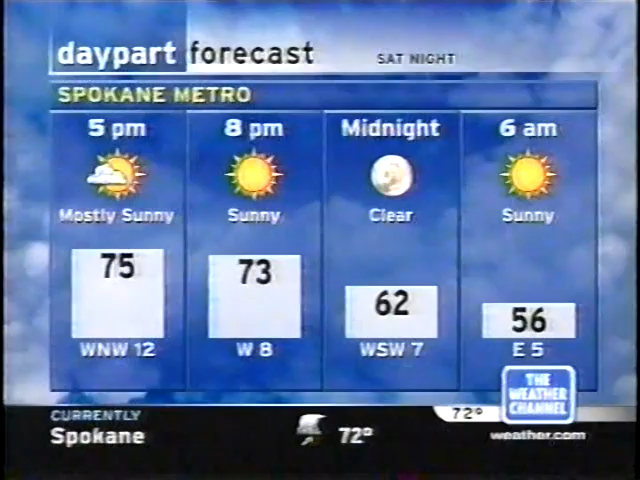 daypart forecast SAT NIGHT
SPOKANE METRO
5 pm 8 pm Midnight 6 am
Mostly Sunny Sunny Clear Sunny
75 73 62 56
WNW 12 W 8 WSW 7 E 5
THE
WEATHER
CHANNEL
CURRENTLY
72°
Spokane 72° weather.com